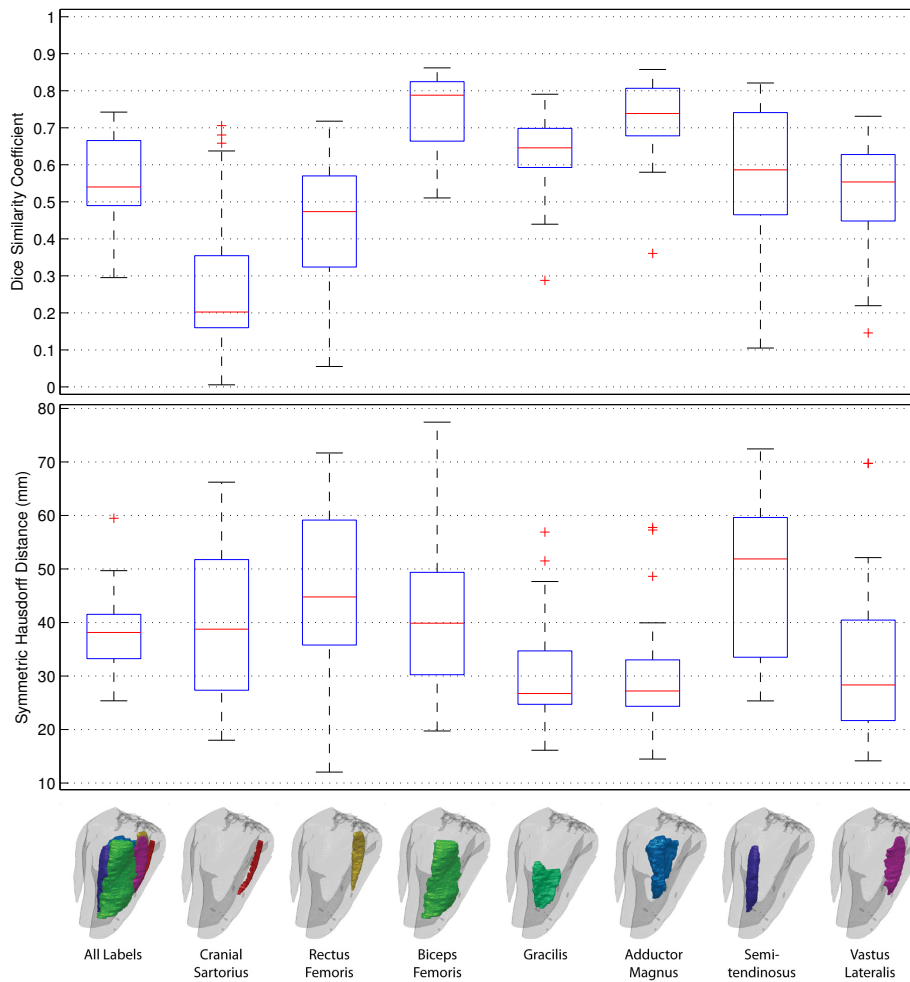 1
0.9
0.8
0.7
0.6
0.5
0.4
0.3
0.2
0.1
0
Dice Similarity Coefficient
80
70
60
50
40
30
20
10
Symmetric Hausdorff Distance (mm)
All Labels
Cranial
Sartorius
Rectus
Femoris
Biceps
Femoris
Gracilis
Adductor
Magnus
Semi-
tendinosus
Vastus
Lateralis